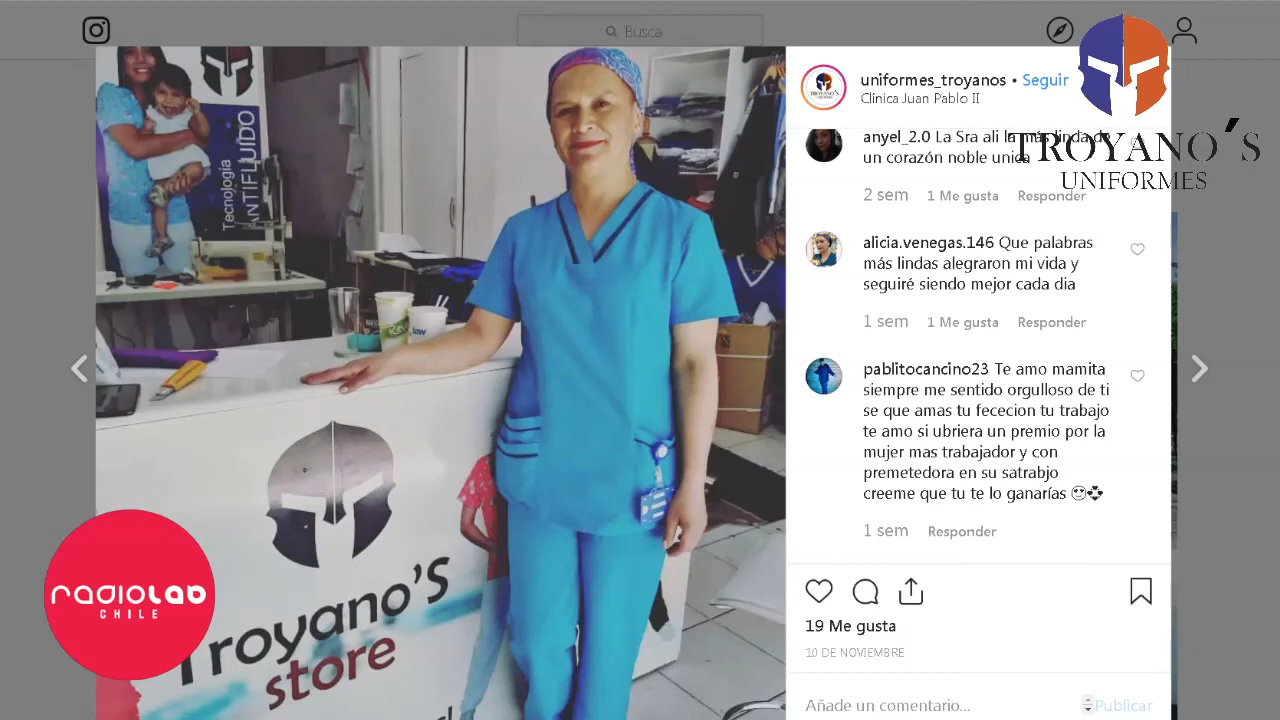 Busca
uniformes_troyanos • Seguir
Clínica Juan Pablo II
TROYANO´S
UNIFORMES
anyel_2.0 La Sra ali la más linda de
un corazón noble unica
2 sem 1 Me gusta Responder
alicia.venegas.146 Que palabras
más lindas alegraron mi vida y
seguiré siendo mejor cada dia
1 sem 1 Me gusta Responder
pablitocancino23 Te amo mamita
siempre me sentido orgulloso de ti
se que amas tu fececion tu trabajo
te amo si ubriera un premio por la
mujer mas trabajador y con
premetedora en su satrabjo
creeme que tu te lo ganarías 😍💞
1 sem Responder
19 Me gusta
10 DE NOVIEMBRE
Añade un comentario... Publicar
Tecnología
ANTIFLUÍDO
Troyano'S
store
radioLab
CHILE